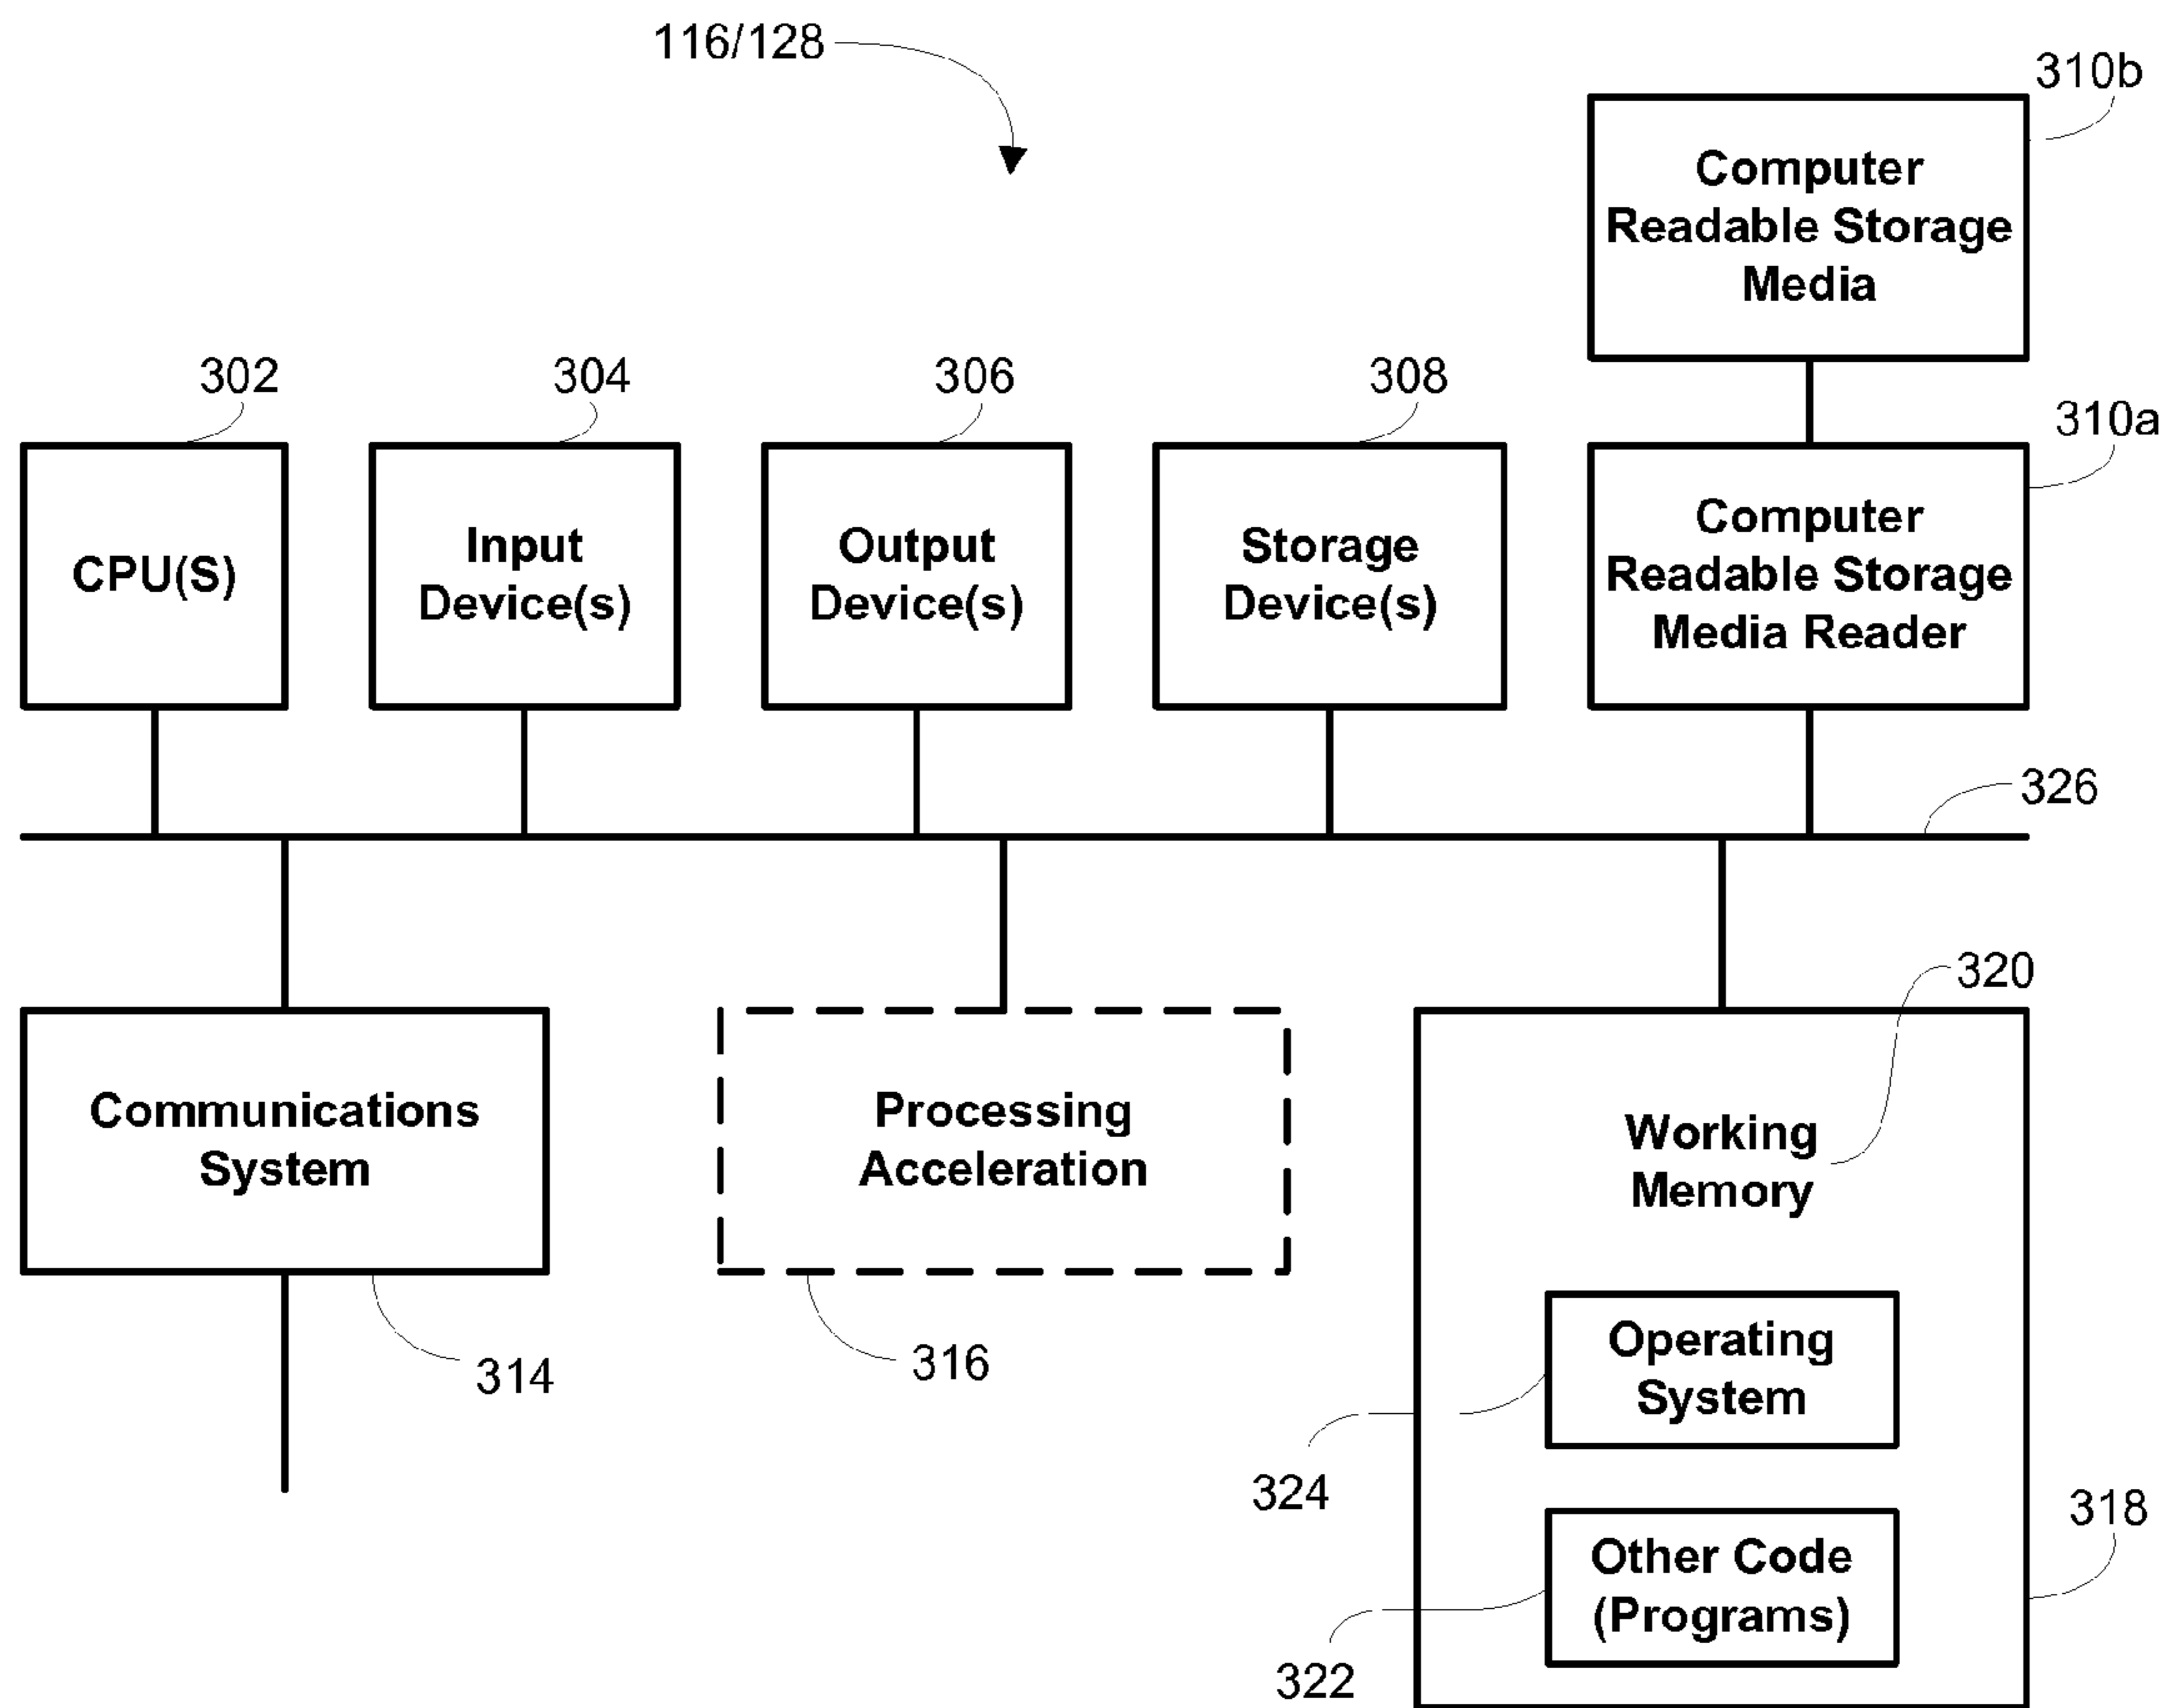 116/128
310b
Computer
Readable Storage
Media
302
304
306
308
310a
CPU(S)
Input
Device(s)
Output
Device(s)
Storage
Device(s)
Computer
Readable Storage
Media Reader
326
320
Communications
System
Processing
Acceleration
Working
Memory
314
316
Operating
System
324
318
Other Code
(Programs)
322